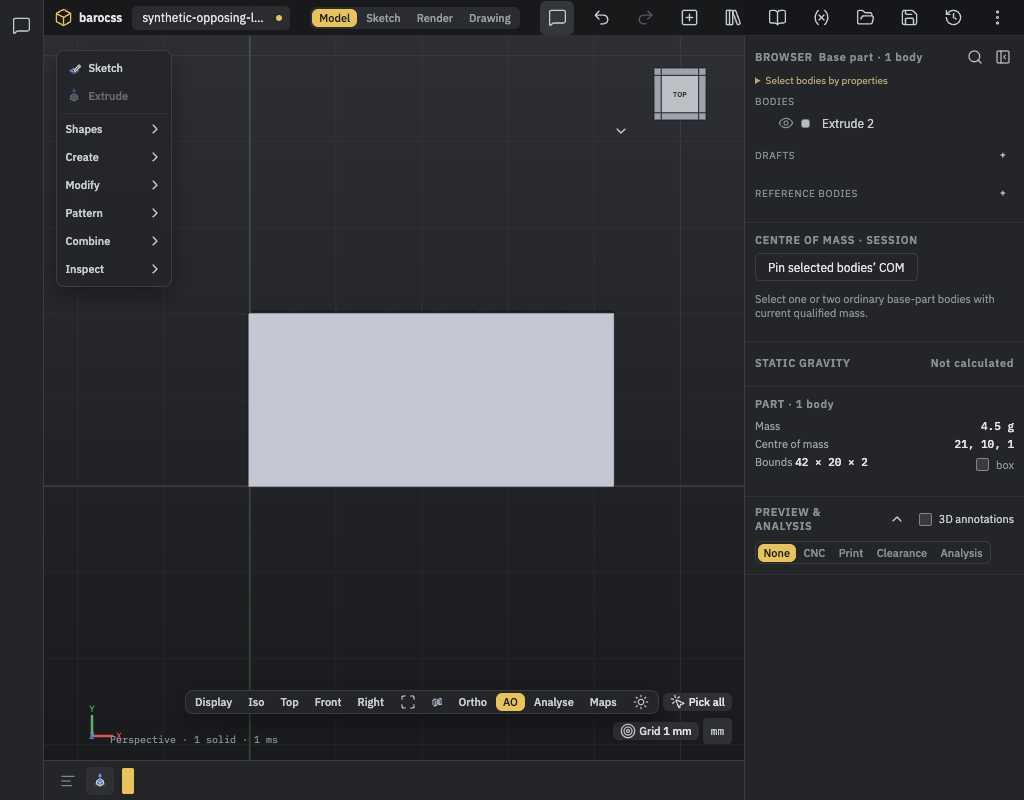 barocss
synthetic-opposing-l...
Model Sketch Render Drawing
Sketch
Extrude
Shapes
Create
Modify
Pattern
Combine
Inspect
TOP
BROWSER Base part · 1 body
Select bodies by properties
BODIES
Extrude 2
DRAFTS +
REFERENCE BODIES +
CENTRE OF MASS · SESSION
Pin selected bodies’ COM
Select one or two ordinary base-part bodies with
current qualified mass.
STATIC GRAVITY Not calculated
PART · 1 body
Mass 4.5 g
Centre of mass 21, 10, 1
Bounds 42 × 20 × 2 box
PREVIEW &
ANALYSIS
3D annotations
None CNC Print Clearance Analysis
Display Iso Top Front Right Ortho AO Analyse Maps Pick all
Grid 1 mm mm
Y
X
Z
Perspective · 1 solid · 1 ms